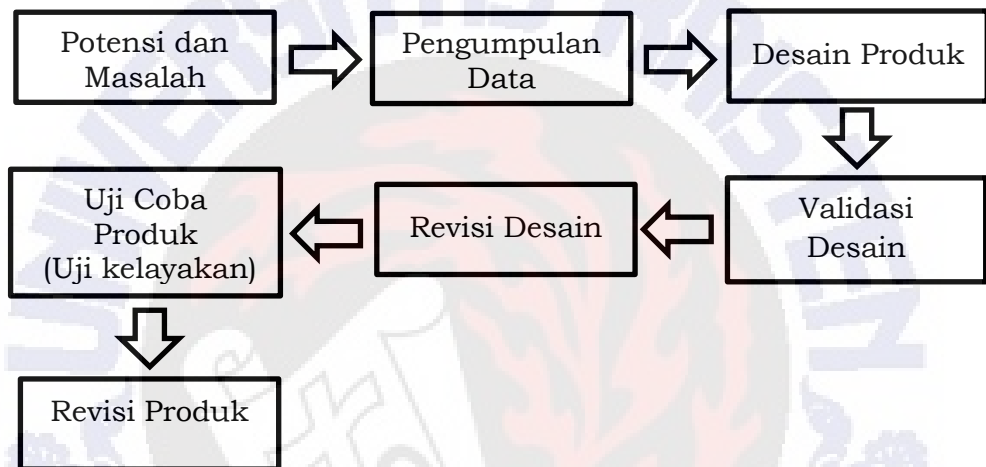 Potensi dan
Masalah
Pengumpulan
Data
Desain Produk
Validasi
Desain
Revisi Desain
Uji Coba
Produk
(Uji kelayakan)
Revisi Produk